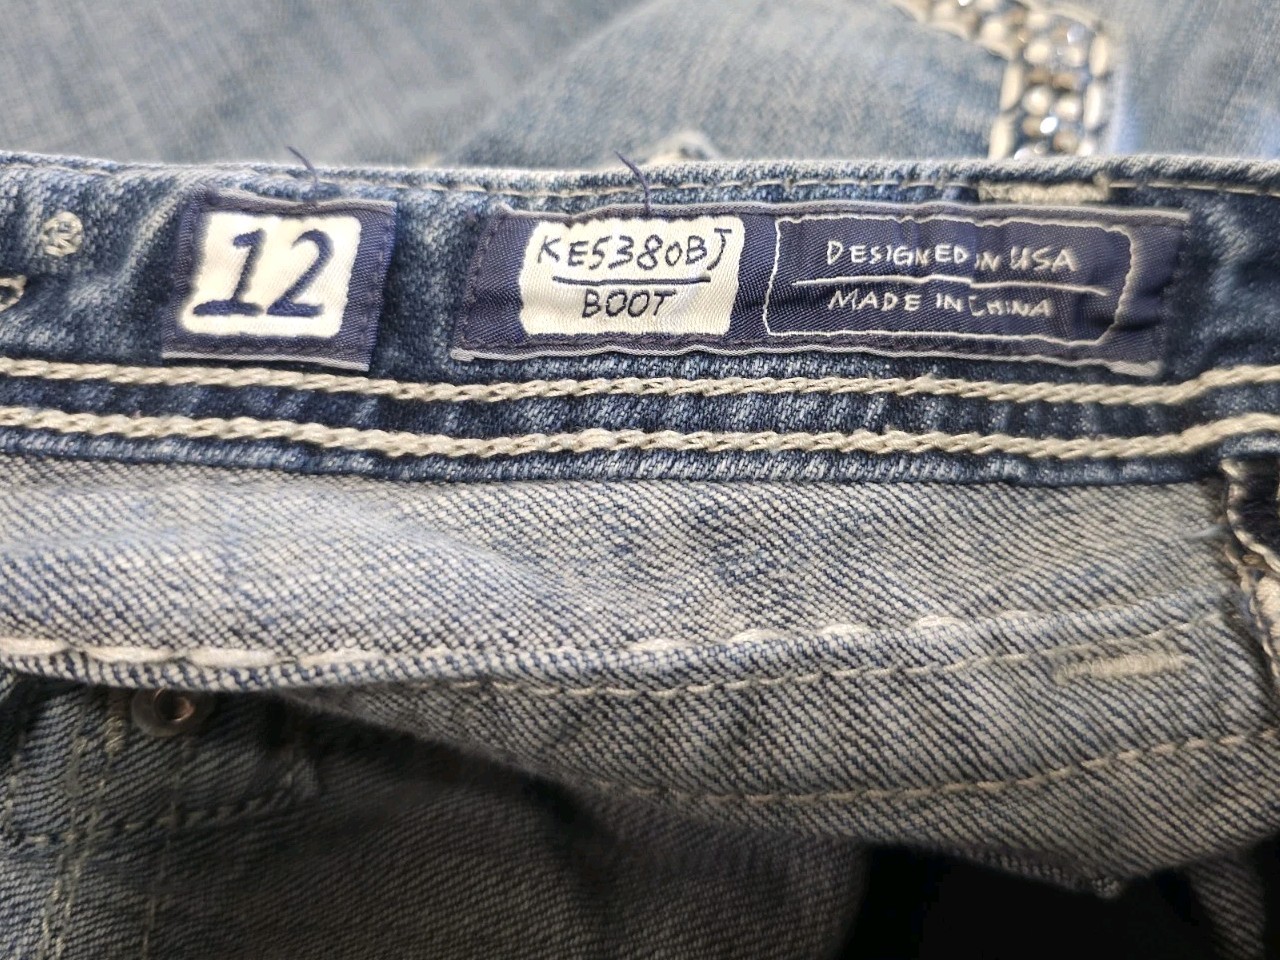 12
KE5380BJ
BOOT
DESIGNED IN USA
MADE IN CHINA